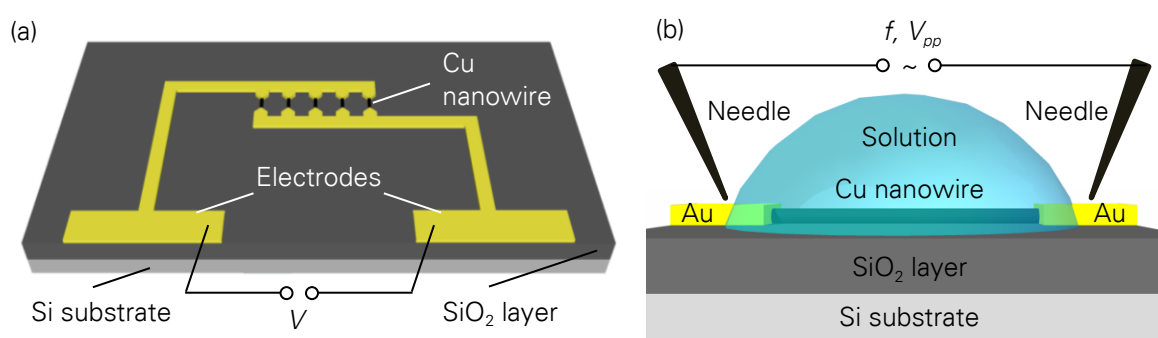 (a)
Cu
nanowire
Electrodes
Si substrate
V
SiO₂ layer
(b)
f, Vₚₚ
~
Needle
Needle
Solution
Cu nanowire
Au
Au
SiO₂ layer
Si substrate